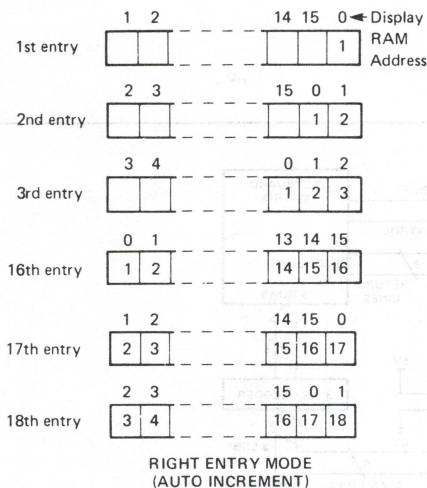 1 2 14 15 0 Display
RAM
1st entry 1 Address
2 3 15 0 1
2nd entry 1 2
3 4 0 1 2
3rd entry 1 2 3
0 1 13 14 15
16th entry 1 2 14 15 16
1 2 14 15 0
17th entry 2 3 15 16 17
2 3 15 0 1
18th entry 3 4 16 17 18
RIGHT ENTRY MODE
(AUTO INCREMENT)